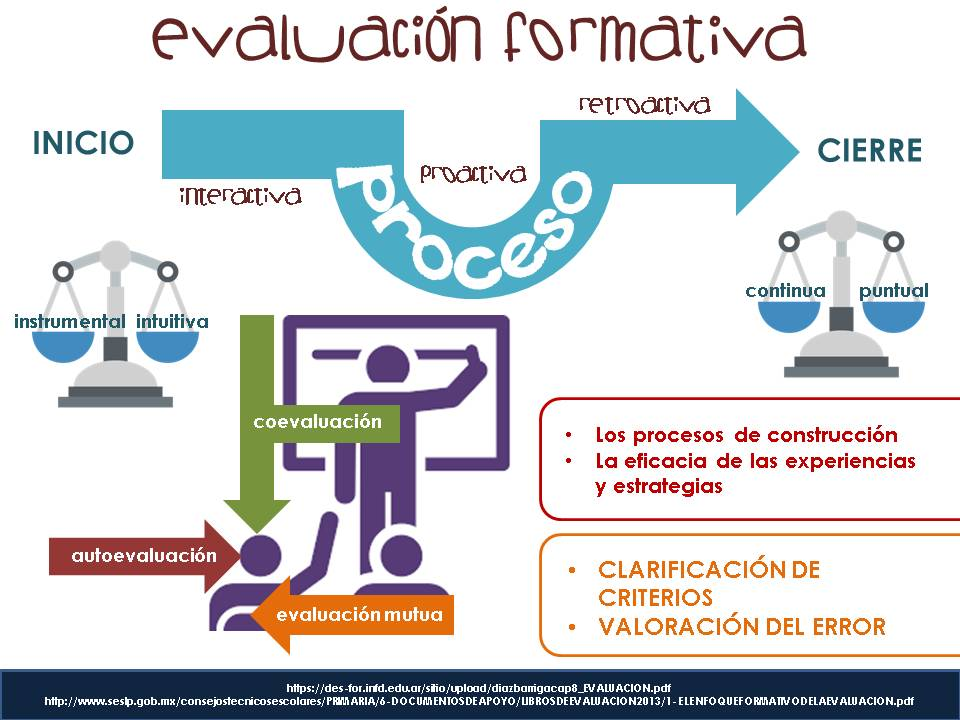 evaluación formativa
retroactiva
INICIO
CIERRE
proactiva
interactiva
proceso
continua puntual
instrumental intuitiva
coevaluación
• Los procesos de construcción
• La eficacia de las experiencias
y estrategias
autoevaluación
• CLARIFICACIÓN DE
CRITERIOS
evaluación mutua
• VALORACIÓN DEL ERROR
https://des-for.infd.edu.ar/sitio/upload/diazbarrigacap8_EVALUACION.pdf
http://www.seslp.gob.mx/consejostecnicosescolares/PRIMARIA/6-DOCUMENTOSDEAPOYO/LIBROSDEEVALUACION2013/1-ELENFOQUEFORMATIVODELAEVALUACION.pdf